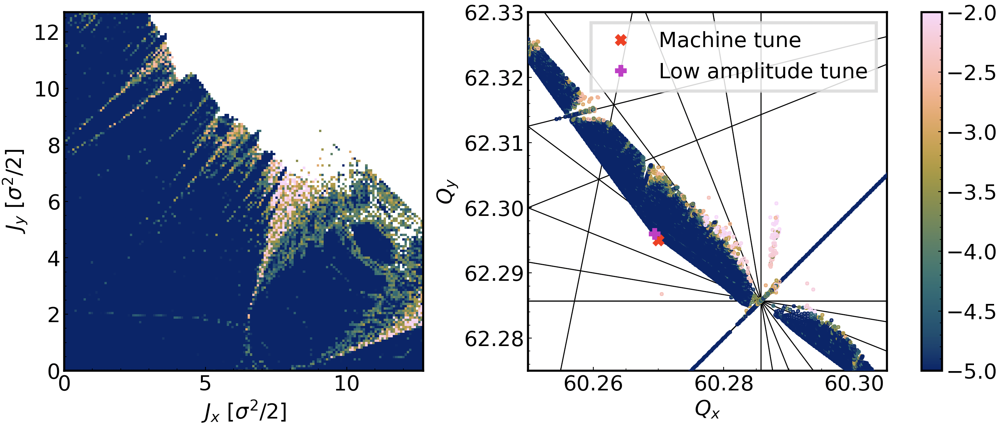 12
10
8
6
4
2
0
0 5 10
J_y [σ²/2]
J_x [σ²/2]
62.33
62.32
62.31
62.30
62.29
62.28
60.26 60.28 60.30
Q_y
Q_x
Machine tune
Low amplitude tune
−2.0
−2.5
−3.0
−3.5
−4.0
−4.5
−5.0